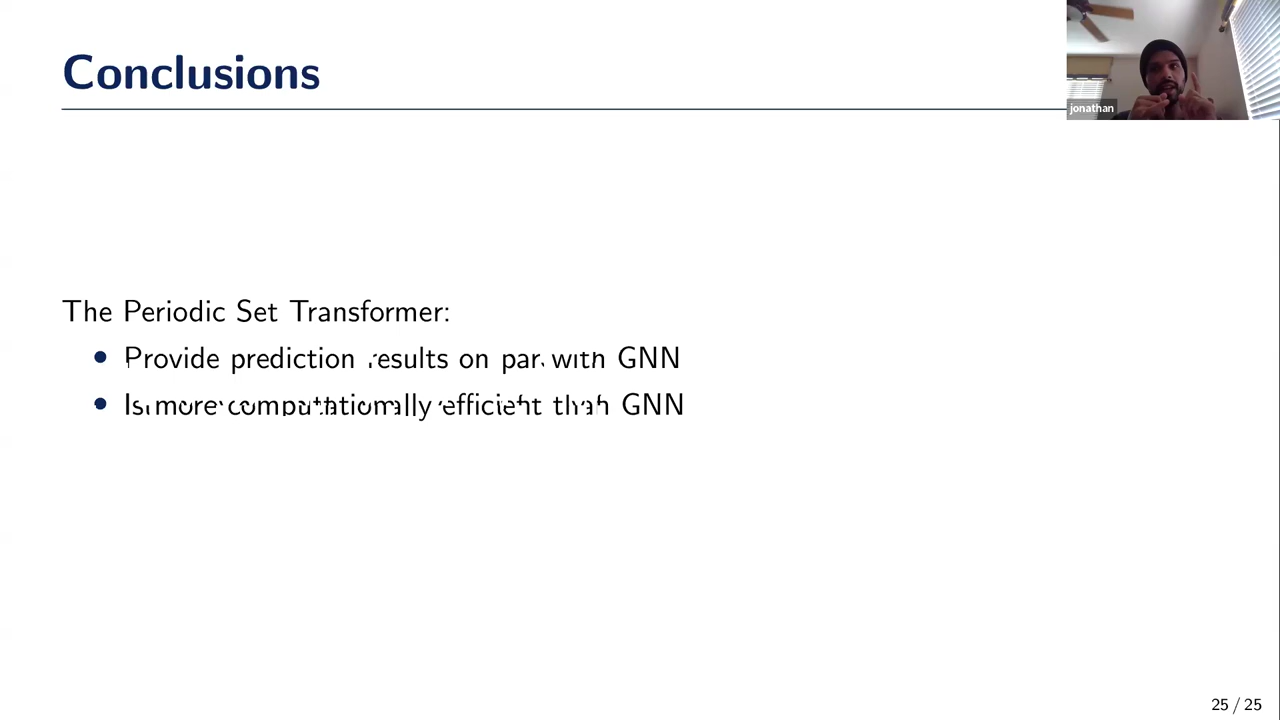 Conclusions
jonathan
The Periodic Set Transformer:
Provide prediction results on par with GNN
Is more computationally efficient than GNN
25 / 25